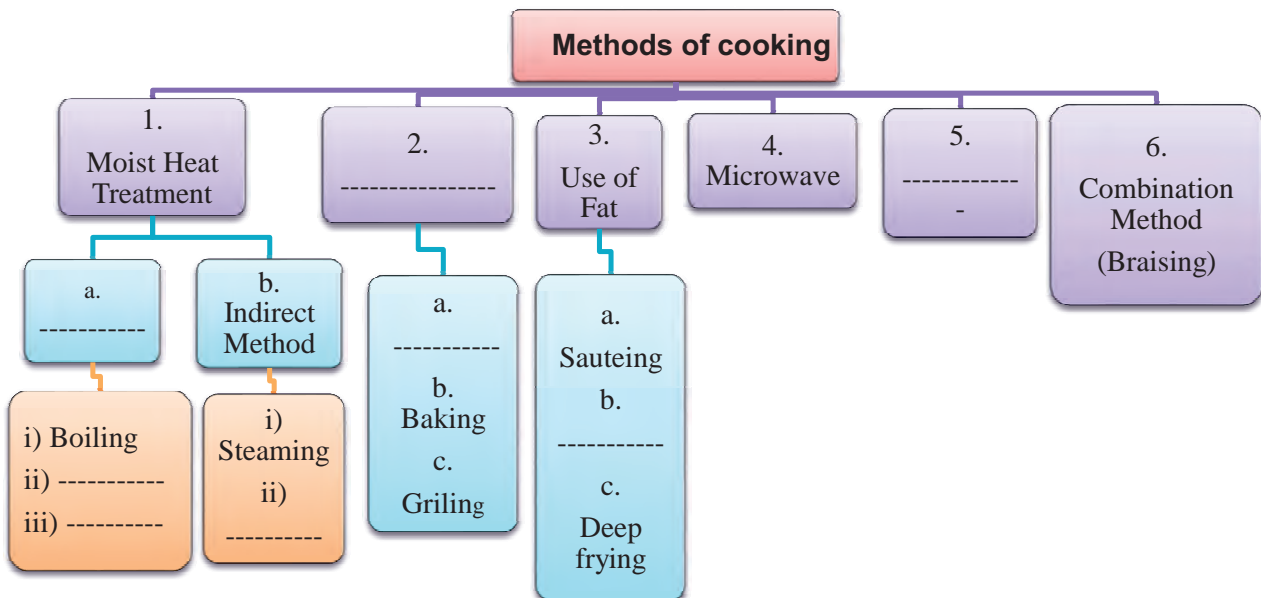 Methods of cooking
1.
Moist Heat
Treatment
2.
----------------
3.
Use of
Fat
4.
Microwave
5.
-----------
-
6.
Combination
Method
(Braising)
a.
-----------
b.
Indirect
Method
i) Boiling
ii) -----------
iii) ----------
i)
Steaming
ii)
----------
a.
-----------
b.
Baking
c.
Griling
a.
Sauteing
b.
-----------
c.
Deep
frying